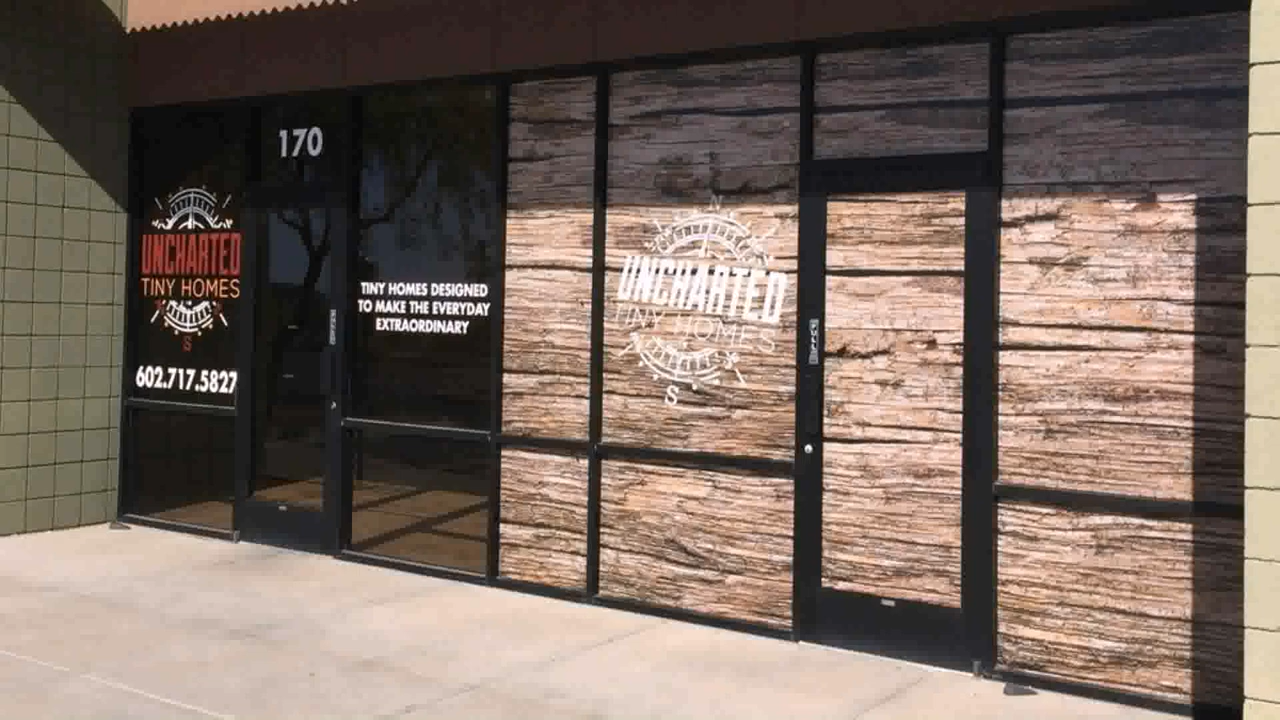 170
UNCHARTED
TINY HOMES
S
602.717.5827
TINY HOMES DESIGNED
TO MAKE THE EVERYDAY
EXTRAORDINARY
N
UNCHARTED
TINY HOMES
S